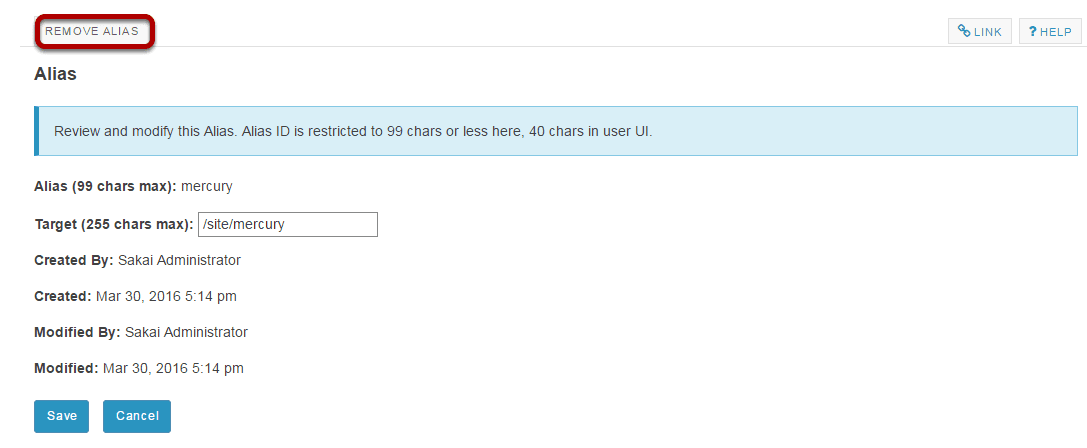 REMOVE ALIAS
LINK
? HELP
Alias
Review and modify this Alias. Alias ID is restricted to 99 chars or less here, 40 chars in user UI.
Alias (99 chars max): mercury
Target (255 chars max): /site/mercury
Created By: Sakai Administrator
Created: Mar 30, 2016 5:14 pm
Modified By: Sakai Administrator
Modified: Mar 30, 2016 5:14 pm
Save Cancel